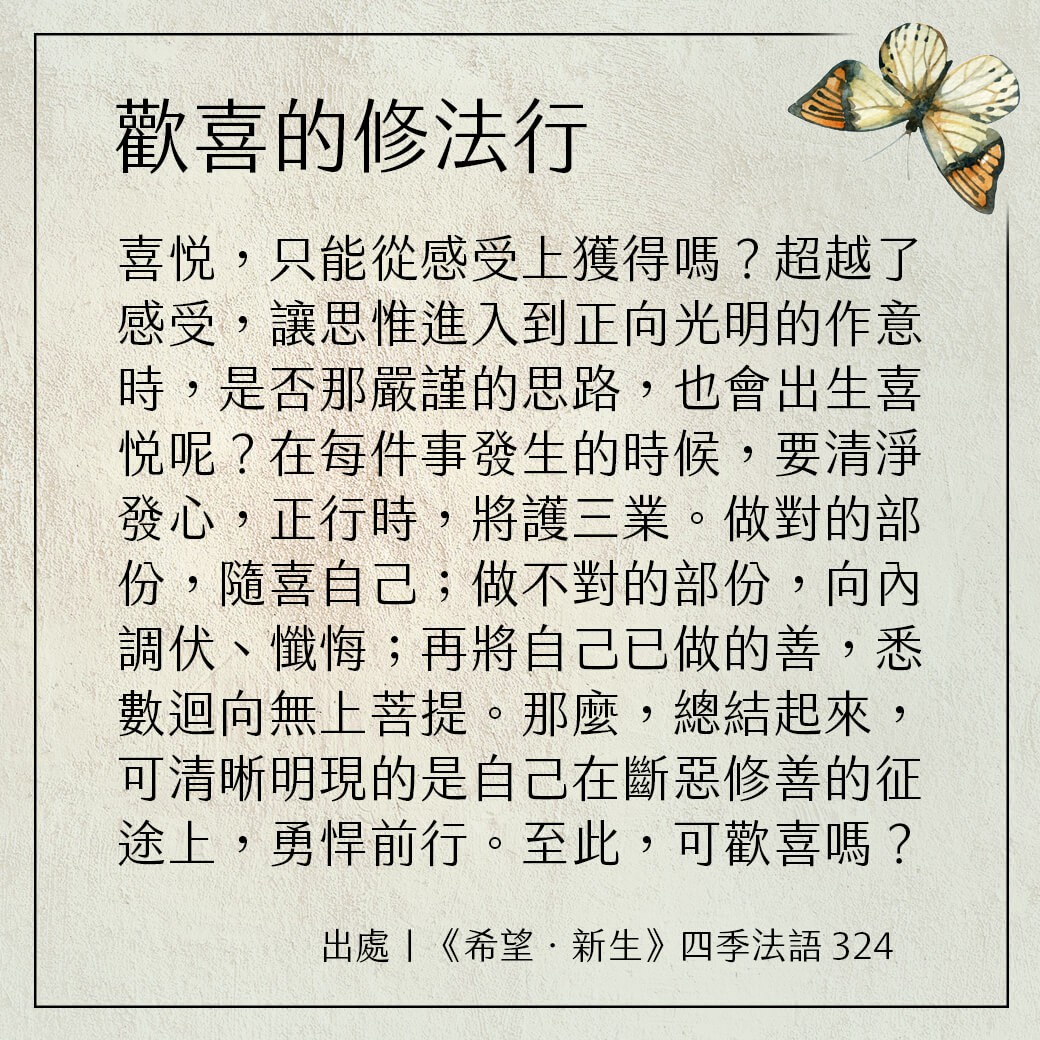 歡喜的修法行
喜悅，只能從感受上獲得嗎？超越了
感受，讓思惟進入到正向光明的作意
時，是否那嚴謹的思路，也會出生喜
悅呢？在每件事發生的時候，要清淨
發心，正行時，將護三業。做對的部
份，隨喜自己；做不對的部份，向內
調伏、懺悔；再將自己已做的善，悉
數迴向無上菩提。那麼，總結起來，
可清晰明現的是自己在斷惡修善的征
途上，勇悍前行。至此，可歡喜嗎？
出處｜《希望．新生》四季法語 324